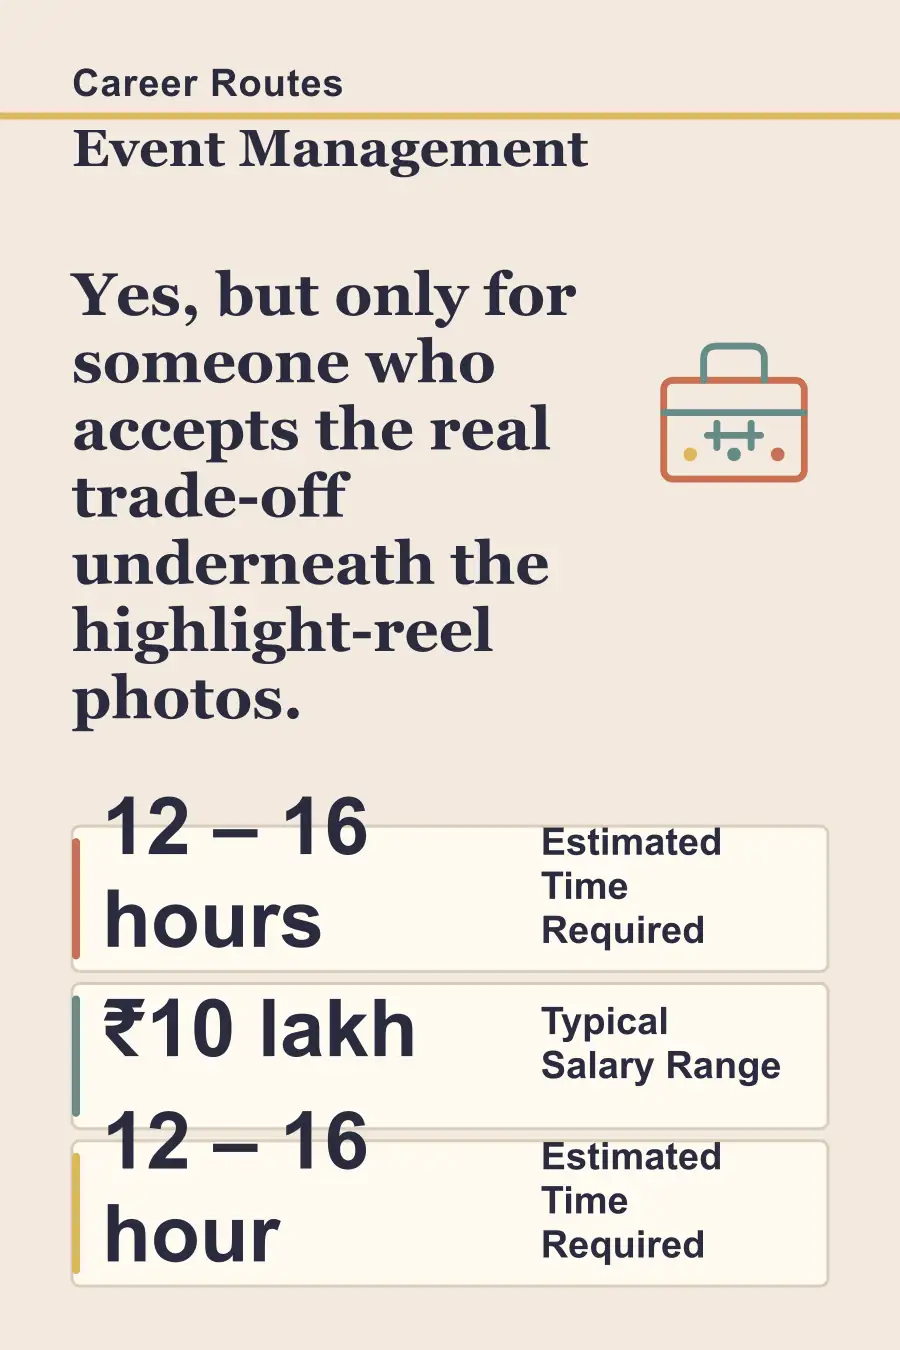 Career Routes
Event Management
Yes, but only for
someone who
accepts the real
trade-off
underneath the
highlight-reel
photos.
12 – 16
hours
Estimated
Time
Required
₹10 lakh
Typical
Salary Range
12 – 16
hour
Estimated
Time
Required